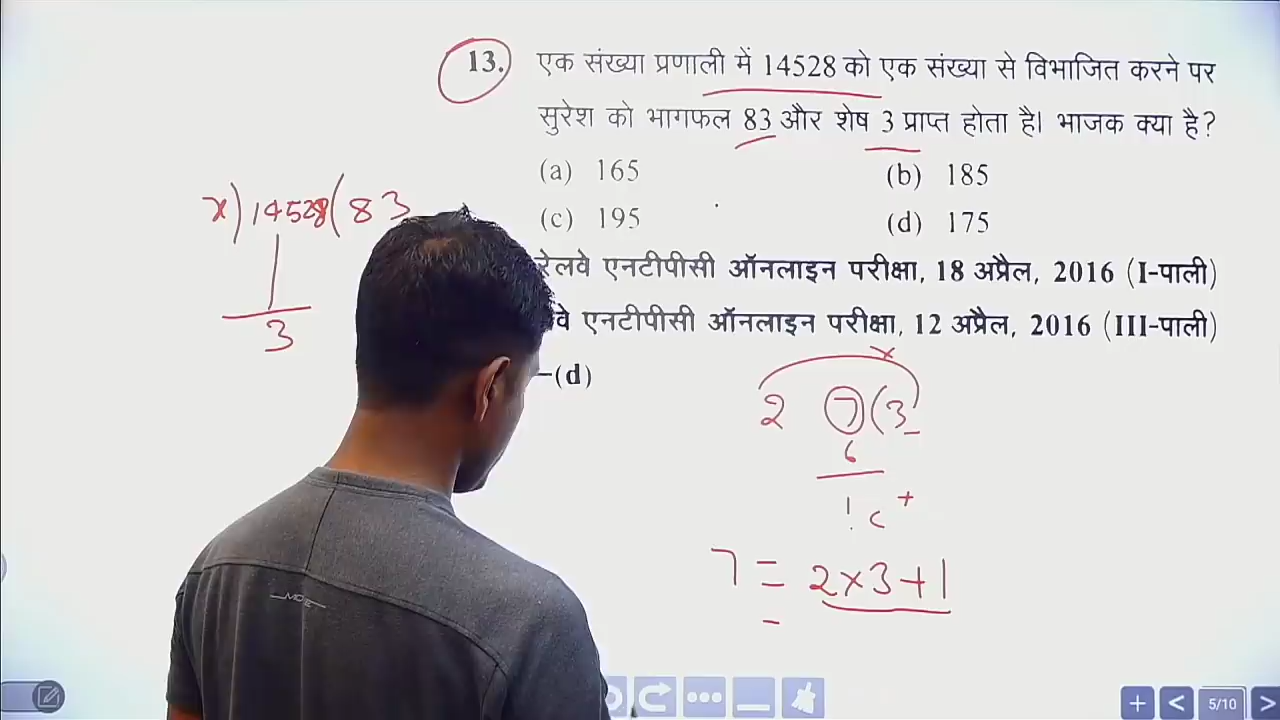 13. एक संख्या प्रणाली में 14528 को एक संख्या से विभाजित करने पर
सुरेश को भागफल 83 और शेष 3 प्राप्त होता है। भाजक क्या है?
(a) 165 (b) 185
(c) 195 (d) 175
रेलवे एनटीपीसी ऑनलाइन परीक्षा, 18 अप्रैल, 2016 (I-पाली)
एनटीपीसी ऑनलाइन परीक्षा, 12 अप्रैल, 2016 (III-पाली)
–(d)
x) 14528 ( 83
3
2 7 ( 3
6
1
7 = 2×3+1
5/10